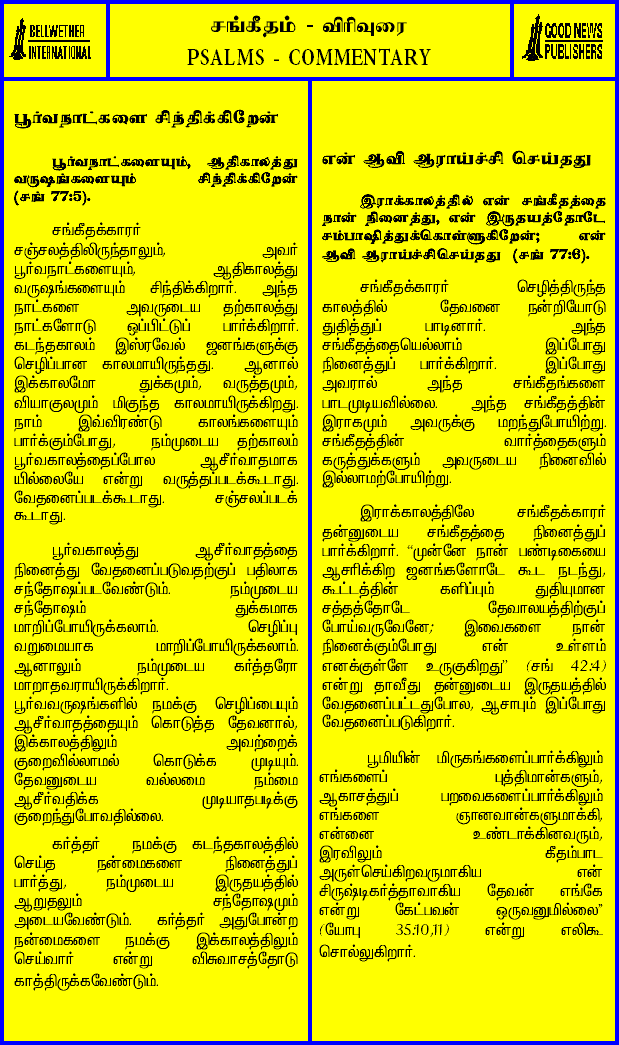 BELLWETHER
INTERNATIONAL
சங்கீதம் - விரிவுரை
PSALMS - COMMENTARY
GOOD NEWS
PUBLISHERS
பூர்வநாட்களை சிந்திக்கிறேன்
பூர்வநாட்களையும், ஆதிகாலத்து
வருஷங்களையும் சிந்திக்கிறேன்
(சங் 77:5).
சங்கீதக்காரர்
சஞ்சலத்திலிருந்தாலும், அவர்
பூர்வநாட்களையும், ஆதிகாலத்து
வருஷங்களையும் சிந்திக்கிறார். அந்த
நாட்களை அவருடைய தற்காலத்து
நாட்களோடு ஒப்பிட்டுப் பார்க்கிறார்.
கடந்தகாலம் இஸ்ரவேல் ஜனங்களுக்கு
செழிப்பான காலமாயிருந்தது. ஆனால்
இக்காலமோ துக்கமும், வருத்தமும்,
வியாகுலமும் மிகுந்த காலமாயிருக்கிறது.
நாம் இவ்விரண்டு காலங்களையும்
பார்க்கும்போது, நம்முடைய தற்காலம்
பூர்வகாலத்தைப்போல ஆசீர்வாதமாக
யில்லையே என்று வருத்தப்படக்கூடாது.
வேதனைப்படக்கூடாது. சஞ்சலப்படக்
கூடாது.
பூர்வகாலத்து ஆசீர்வாதத்தை
நினைத்து வேதனைப்படுவதற்குப் பதிலாக
சந்தோஷப்படவேண்டும். நம்முடைய
சந்தோஷம் துக்கமாக
மாறிப்போயிருக்கலாம். செழிப்பு
வறுமையாக மாறிப்போயிருக்கலாம்.
ஆனாலும் நம்முடைய கர்த்தரோ
மாறாதவராயிருக்கிறார்.
பூர்வவருஷங்களில் நமக்கு செழிப்பையும்
ஆசீர்வாதத்தையும் கொடுத்த தேவனால்,
இக்காலத்திலும் அவற்றைக்
குறைவில்லாமல் கொடுக்க முடியும்.
தேவனுடைய வல்லமை நம்மை
ஆசீர்வதிக்க முடியாதபடிக்கு
குறைந்துபோவதில்லை.
கர்த்தர் நமக்கு கடந்தகாலத்தில்
செய்த நன்மைகளை நினைத்துப்
பார்த்து, நம்முடைய இருதயத்தில்
ஆறுதலும் சந்தோஷமும்
அடையவேண்டும். கர்த்தர் அதுபோன்ற
நன்மைகளை நமக்கு இக்காலத்திலும்
செய்வார் என்று விசுவாசத்தோடு
காத்திருக்கவேண்டும்.
என் ஆவி ஆராய்ச்சி செய்தது
இராக்காலத்தில் என் சங்கீதத்தை
நான் நினைத்து, என் இருதயத்தோடே
சம்பாஷித்துக்கொள்ளுகிறேன்; என்
ஆவி ஆராய்ச்சிசெய்தது (சங் 77:6).
சங்கீதக்காரர் செழித்திருந்த
காலத்தில் தேவனை நன்றியோடு
துதித்துப் பாடினார். அந்த
சங்கீதத்தையெல்லாம் இப்போது
நினைத்துப் பார்க்கிறார். இப்போது
அவரால் அந்த சங்கீதங்களை
பாடமுடியவில்லை. அந்த சங்கீதத்தின்
இராகமும் அவருக்கு மறந்துபோயிற்று.
சங்கீதத்தின் வார்த்தைகளும்
கருத்துக்களும் அவருடைய நினைவில்
இல்லாமற்போயிற்று.
இராக்காலத்திலே சங்கீதக்காரர்
தன்னுடைய சங்கீதத்தை நினைத்துப்
பார்க்கிறார். “முன்னே நான் பண்டிகையை
ஆசரிக்கிற ஜனங்களோடே கூட நடந்து,
கூட்டத்தின் களிப்பும் துதியுமான
சத்தத்தோடே தேவாலயத்திற்குப்
போய்வருவேனே; இவைகளை நான்
நினைக்கும்போது என் உள்ளம்
எனக்குள்ளே உருகுகிறது” (சங் 42:4)
என்று தாவீது தன்னுடைய இருதயத்தில்
வேதனைப்பட்டதுபோல, ஆசாபும் இப்போது
வேதனைப்படுகிறார்.
பூமியின் மிருகங்களைப்பார்க்கிலும்
எங்களைப் புத்திமான்களும்,
ஆகாசத்துப் பறவைகளைப்பார்க்கிலும்
எங்களை ஞானவான்களுமாக்கி,
என்னை உண்டாக்கினவரும்,
இரவிலும் கீதம்பாட
அருள்செய்கிறவருமாகிய என்
சிருஷ்டிகர்த்தாவாகிய தேவன் எங்கே
என்று கேட்பவன் ஒருவனுமில்லை”
(யோபு 35:10,11) என்று எலிகூ
சொல்லுகிறார்.